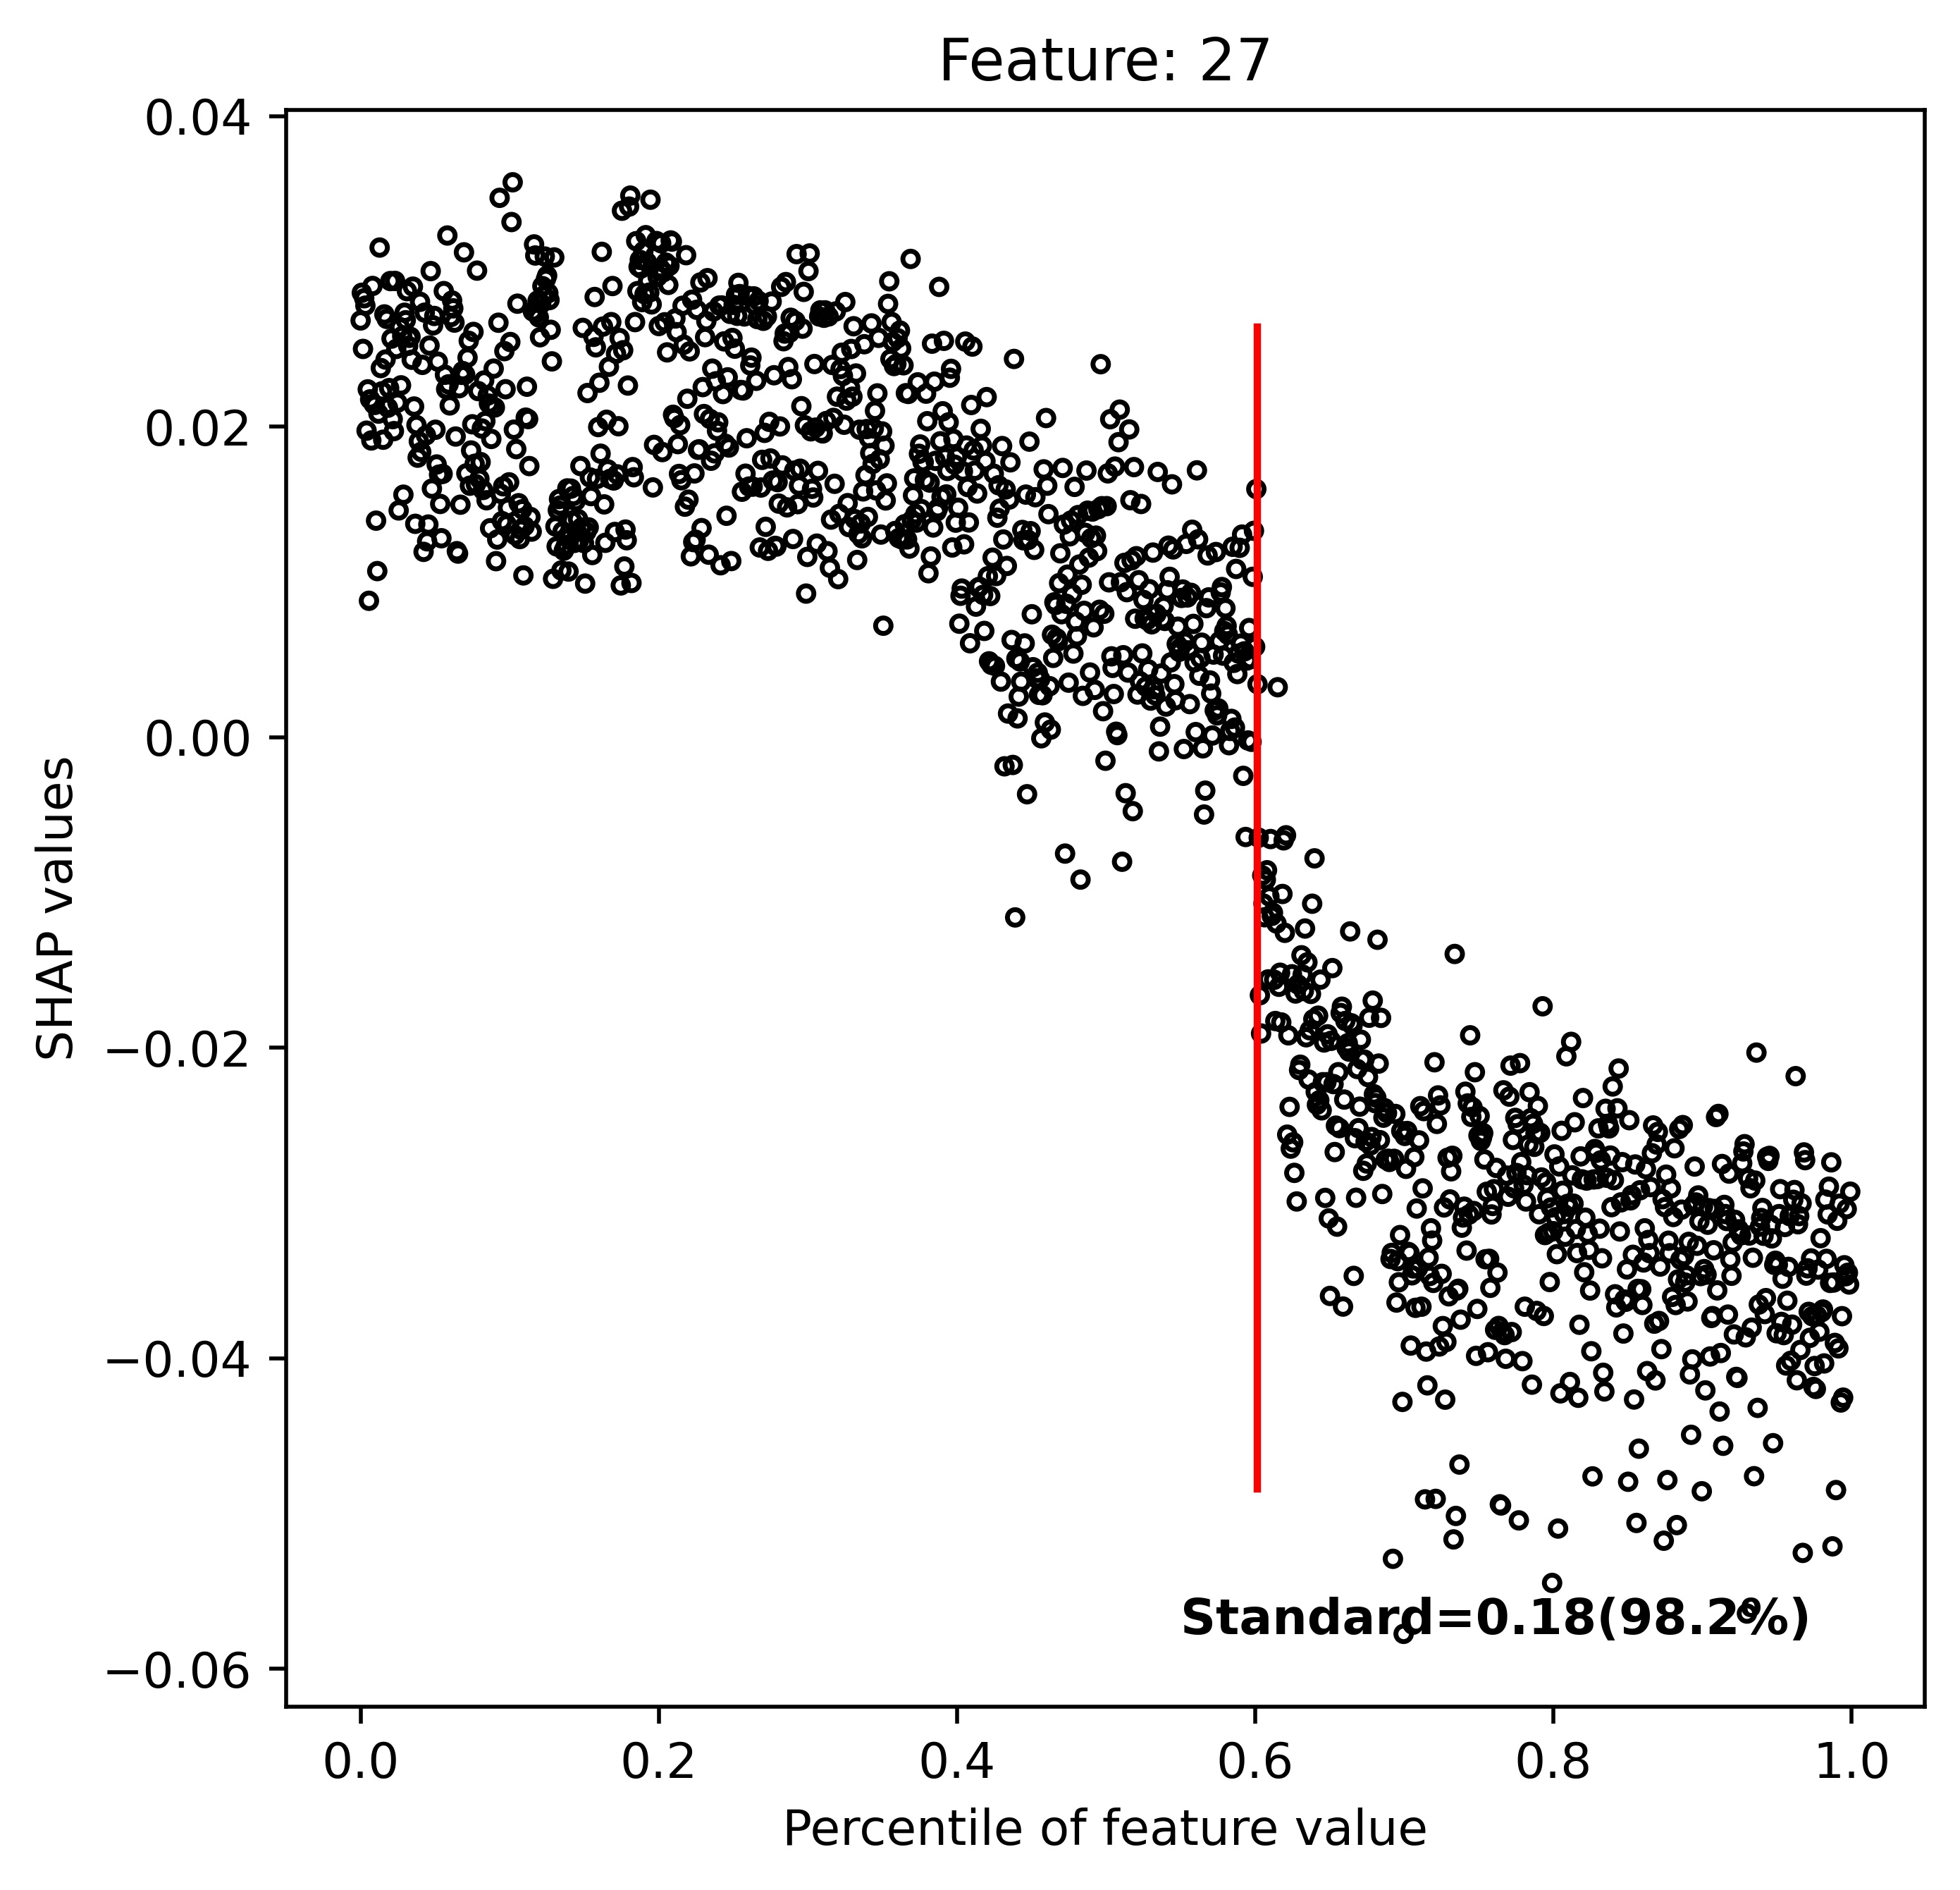 Feature: 27
0.04
0.02
0.00
−0.02
−0.04
−0.06
SHAP values
Standard=0.18(98.2%)
0.0 0.2 0.4 0.6 0.8 1.0
Percentile of feature value